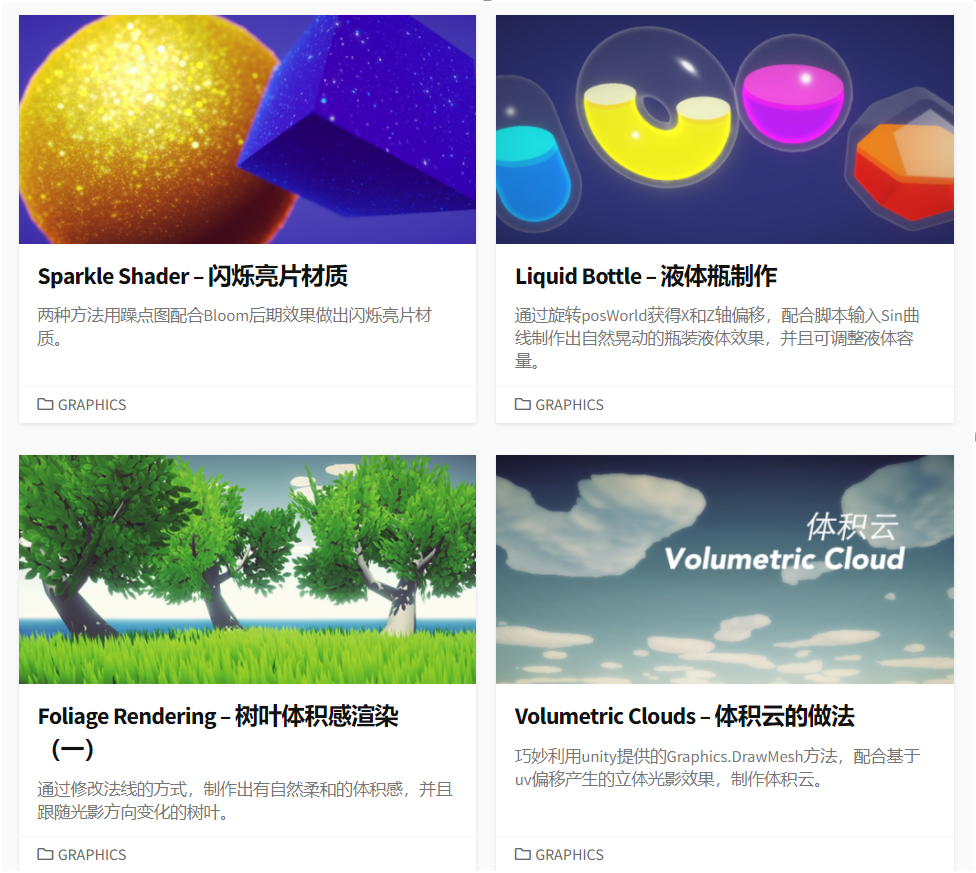 Sparkle Shader – 闪烁亮片材质
两种方法用躁点图配合Bloom后期效果做出闪烁亮片材
质。
GRAPHICS
Liquid Bottle – 液体瓶制作
通过旋转posWorld获得X和Z轴偏移，配合脚本输入Sin曲
线制作出自然晃动的瓶装液体效果，并且可调整液体容
量。
GRAPHICS
Foliage Rendering – 树叶体积感渲染
（一）
通过修改法线的方式，制作出有自然柔和的体积感，并且
跟随光影方向变化的树叶。
GRAPHICS
体积云
Volumetric Cloud
Volumetric Clouds – 体积云的做法
巧妙利用unity提供的Graphics.DrawMesh方法，配合基于
uv偏移产生的立体光影效果，制作体积云。
GRAPHICS